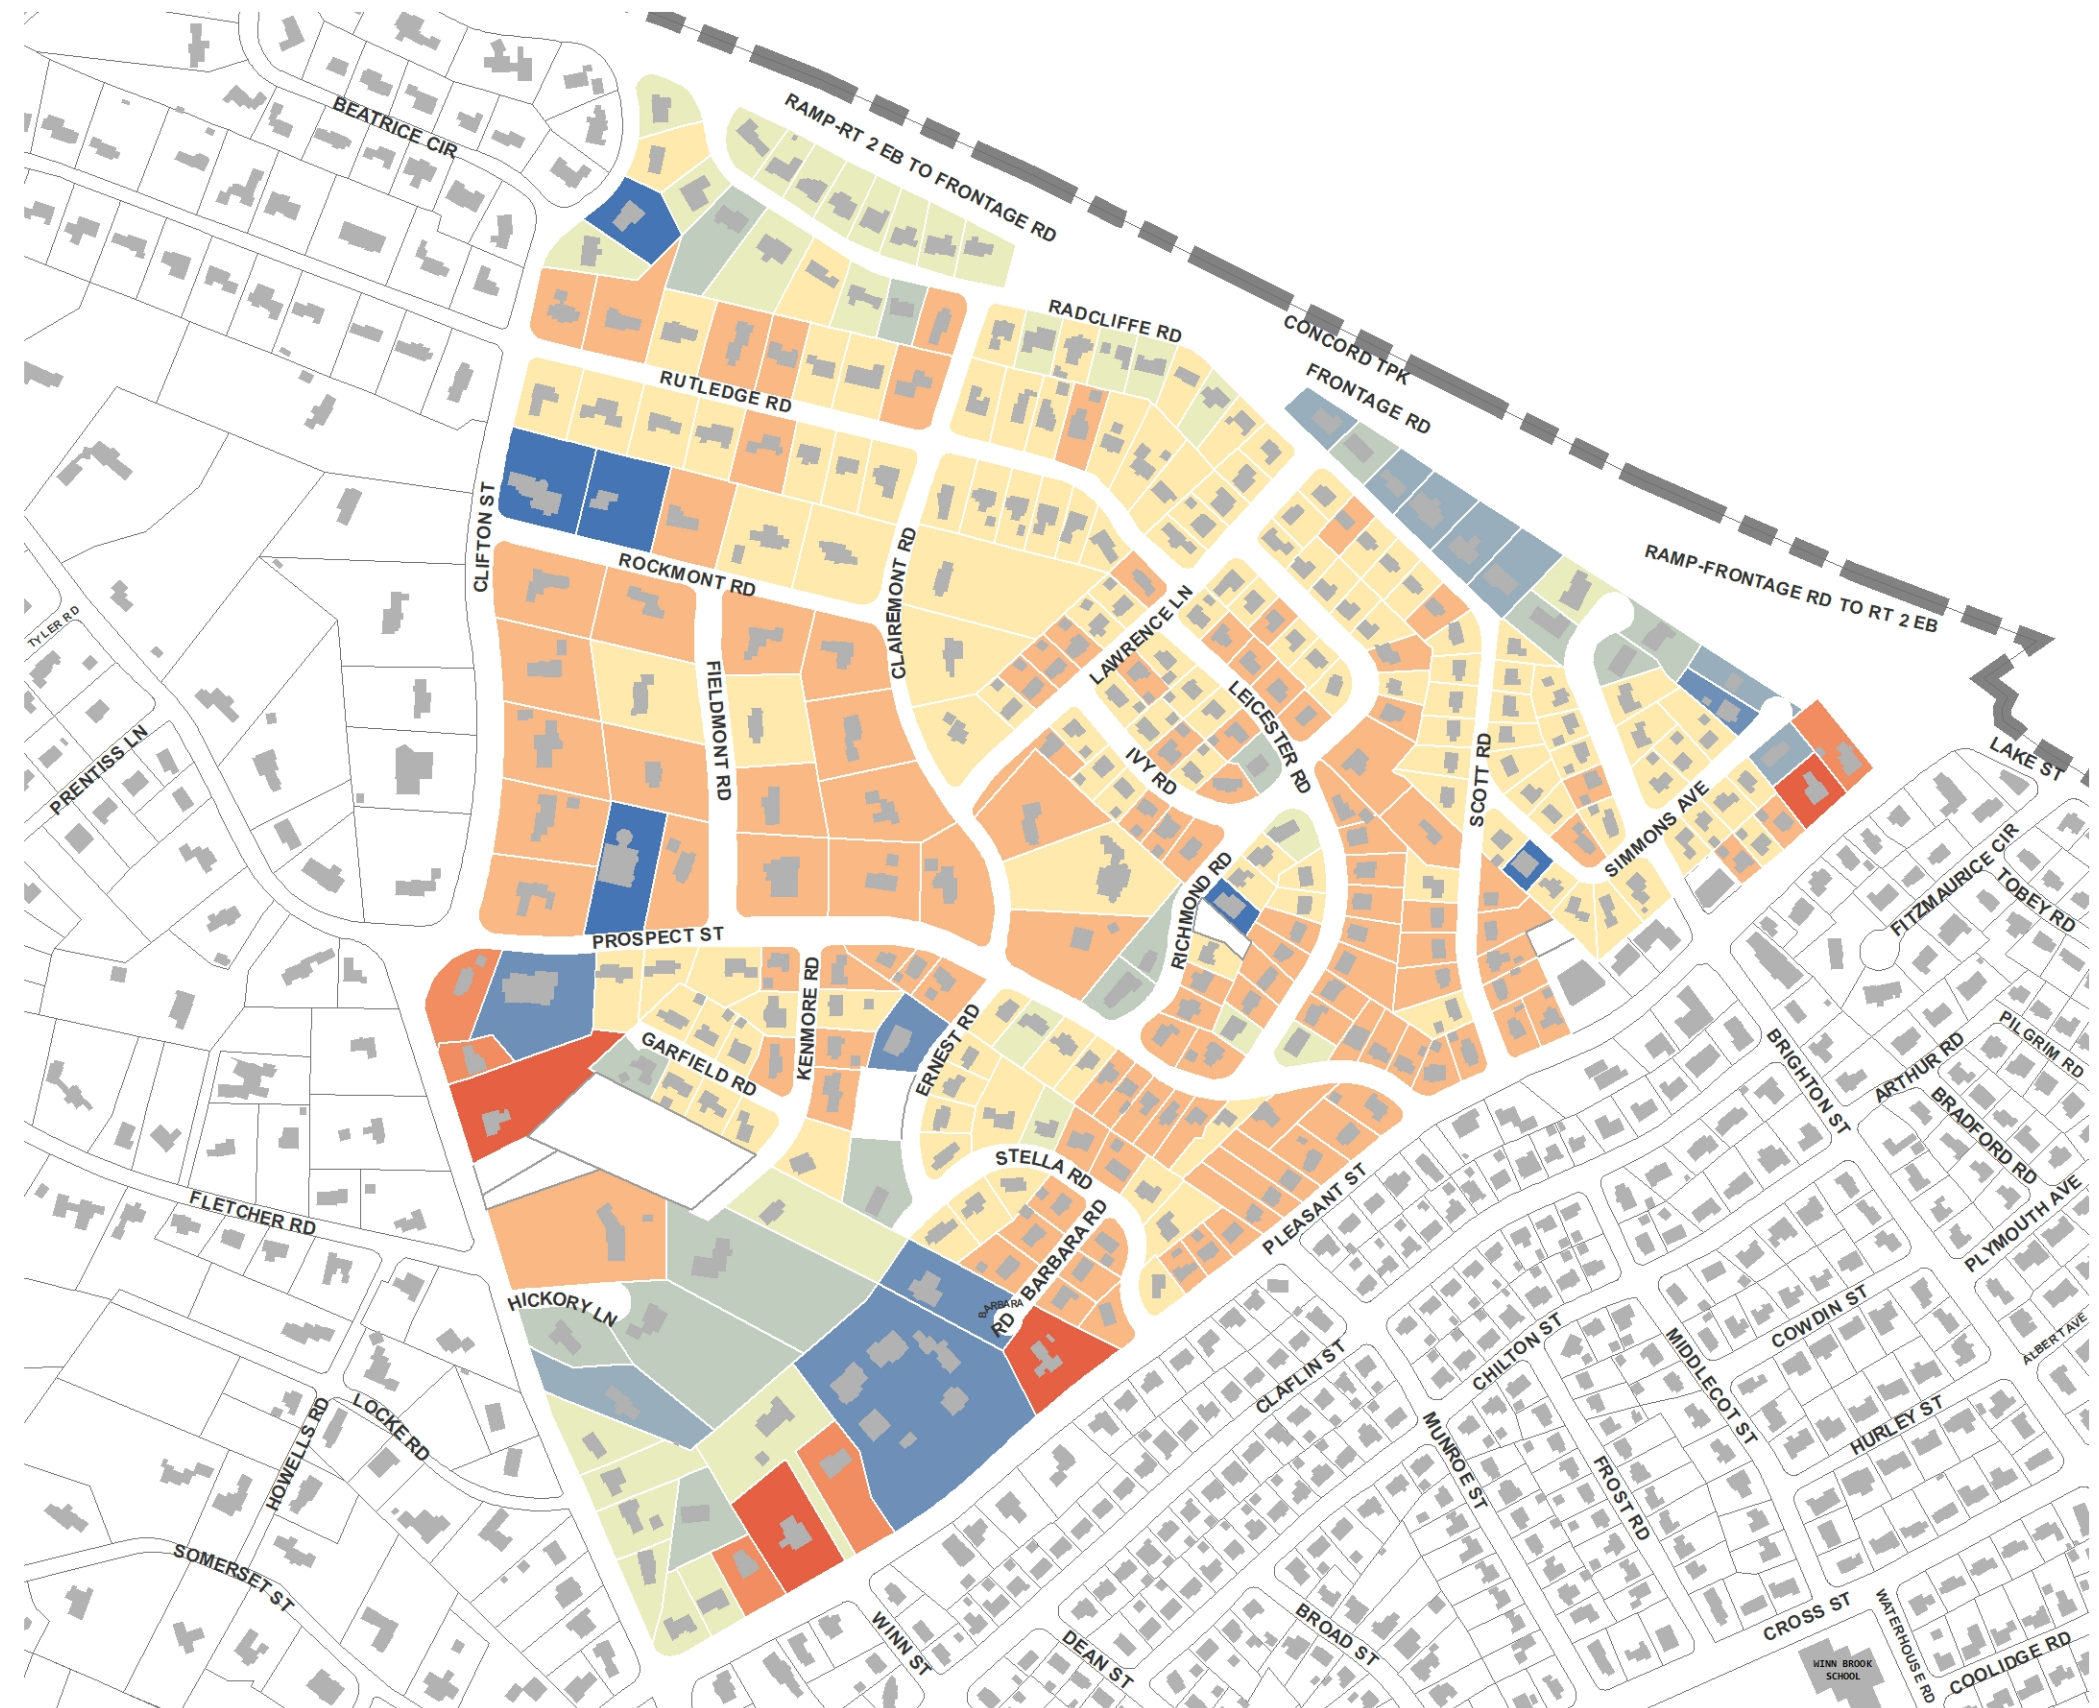 BEATRICE CIR
RAMP-RT 2 EB TO FRONTAGE RD
RADCLIFFE RD
CONCORD TPK
FRONTAGE RD
RUTLEDGE RD
CLIFTON ST
ROCKMONT RD
CLAIREMONT RD
RAMP-FRONTAGE RD TO RT 2 EB
TYLER RD
LAWRENCE LN
FIELDMONT RD
LEICESTER RD
IVY RD
SCOTT RD
LAKE ST
PRENTISS LN
SIMMONS AVE
FITZMAURICE CIR
TOBEY RD
RICHMOND RD
PROSPECT ST
KENMORE RD
GARFIELD RD
ERNEST RD
BRIGHTON ST
ARTHUR RD
PILGRIM RD
BRADFORD RD
STELLA RD
BARBARA RD
PLEASANT ST
PLYMOUTH AVE
FLETCHER RD
HICKORY LN
BARBARA
RD
CHILTON ST
MIDDLECOT ST
COWDIN ST
ALBERT AVE
CLAFLIN ST
HOWELLS RD
LOCKE RD
MUNROE ST
HURLEY ST
FROST RD
SOMERSET ST
WINN ST
DEAN ST
BROAD ST
CROSS ST
WATERHOUSE RD
COOLIDGE RD
WINN BROOK
SCHOOL